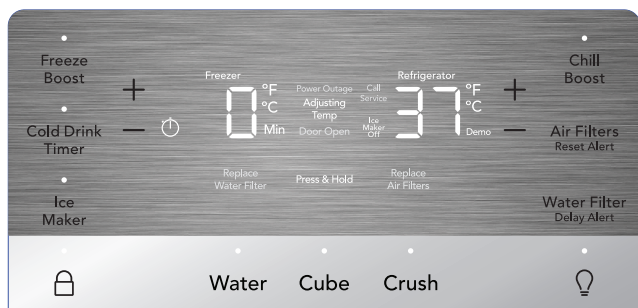 Freeze
Boost
+
Cold Drink
Timer
−
Ice
Maker
Freezer
0
°F
°C
Min
Power Outage
Adjusting
Temp
Door Open
Call
Service
Ice
Maker
Off
Refrigerator
37
°F
°C
Demo
Replace
Water Filter
Press & Hold
Replace
Air Filters
+
−
Chill
Boost
Air Filters
Reset Alert
Water Filter
Delay Alert
Water
Cube
Crush